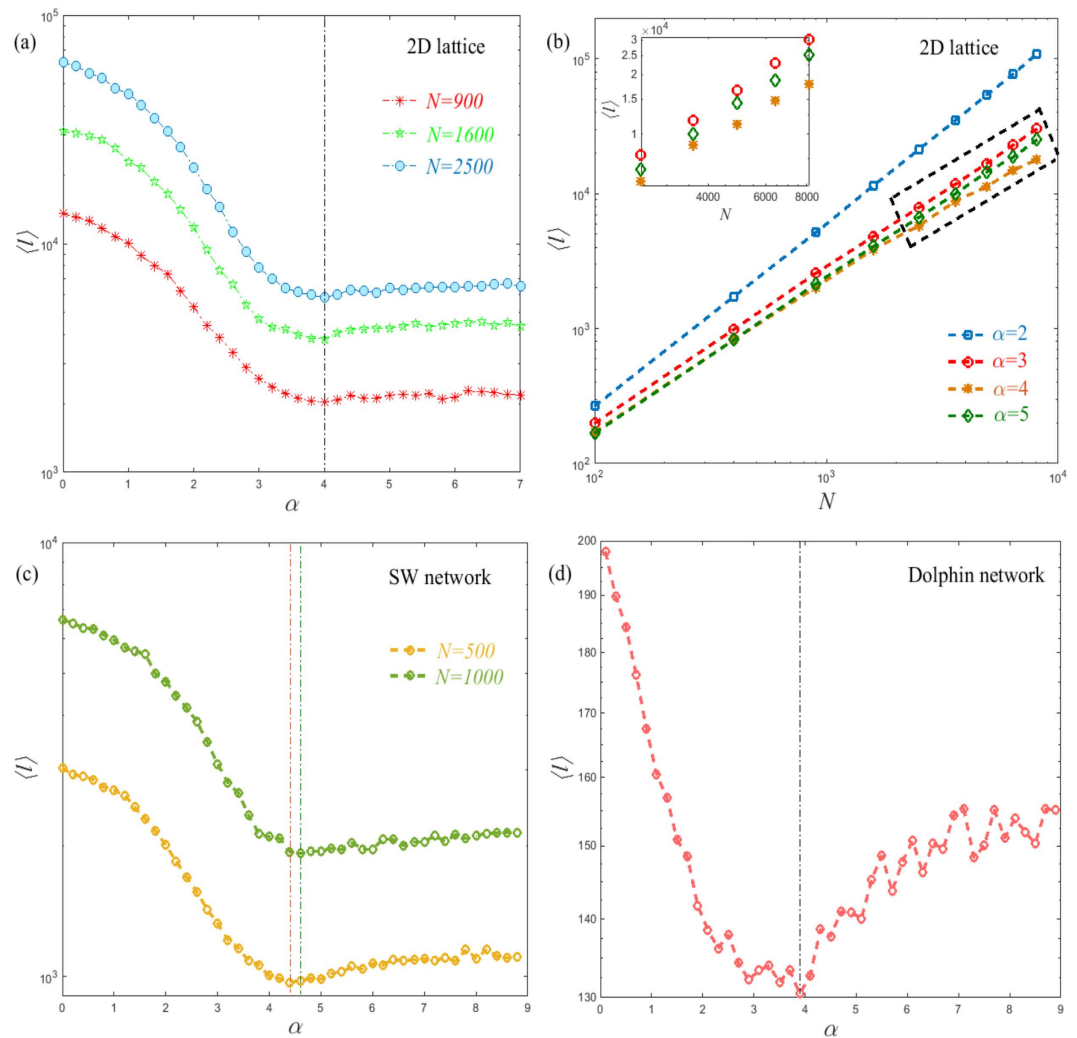 (a)
2D lattice
N=900
N=1600
N=2500
10^5
10^4
10^3
⟨l⟩
0 1 2 3 4 5 6 7
α
(b)
2D lattice
×10^4
3
2.5
2
1.5
1
⟨l⟩
4000 6000 8000
N
α=2
α=3
α=4
α=5
10^5
10^4
10^3
10^2
⟨l⟩
10^2 10^3 10^4
N
(c)
SW network
N=500
N=1000
10^4
10^3
⟨l⟩
0 1 2 3 4 5 6 7 8 9
α
(d)
Dolphin network
200
190
180
170
160
150
140
130
⟨l⟩
0 1 2 3 4 5 6 7 8 9
α